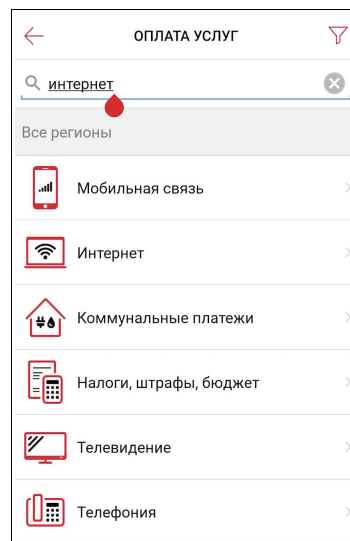 ОПЛАТА УСЛУГ
интернет
Все регионы
Мобильная связь
Интернет
Коммунальные платежи
Налоги, штрафы, бюджет
Телевидение
Телефония